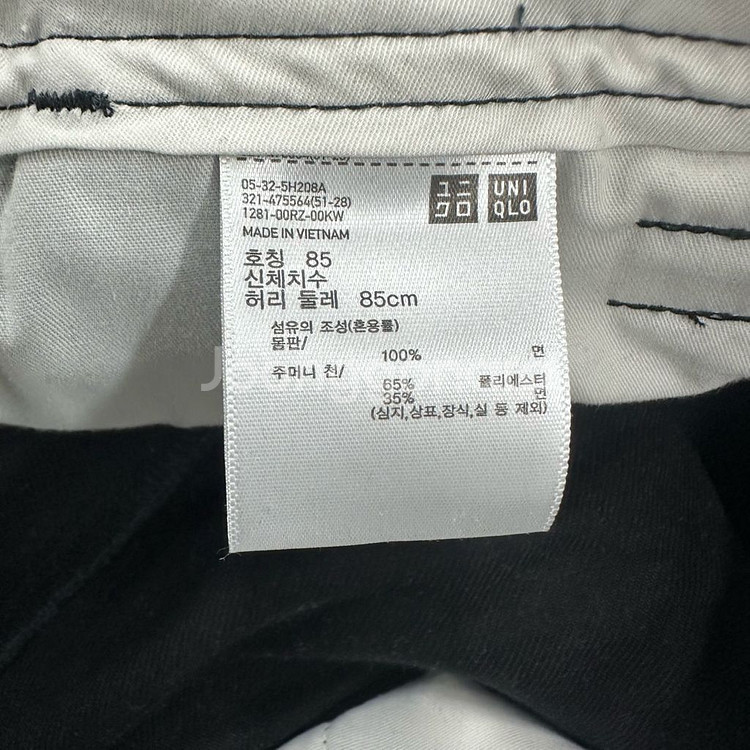 05-32-5H208A
321-475564(51-28)
1281-00RZ-00KW
MADE IN VIETNAM
ユニクロ
UNIQLO
호칭 85
신체치수
허리 둘레 85cm
섬유의 조성(혼용률)
몸판/
100% 면
주머니 천/
65% 폴리에스터
35% 면
(심지,상표,장식,실 등 제외)